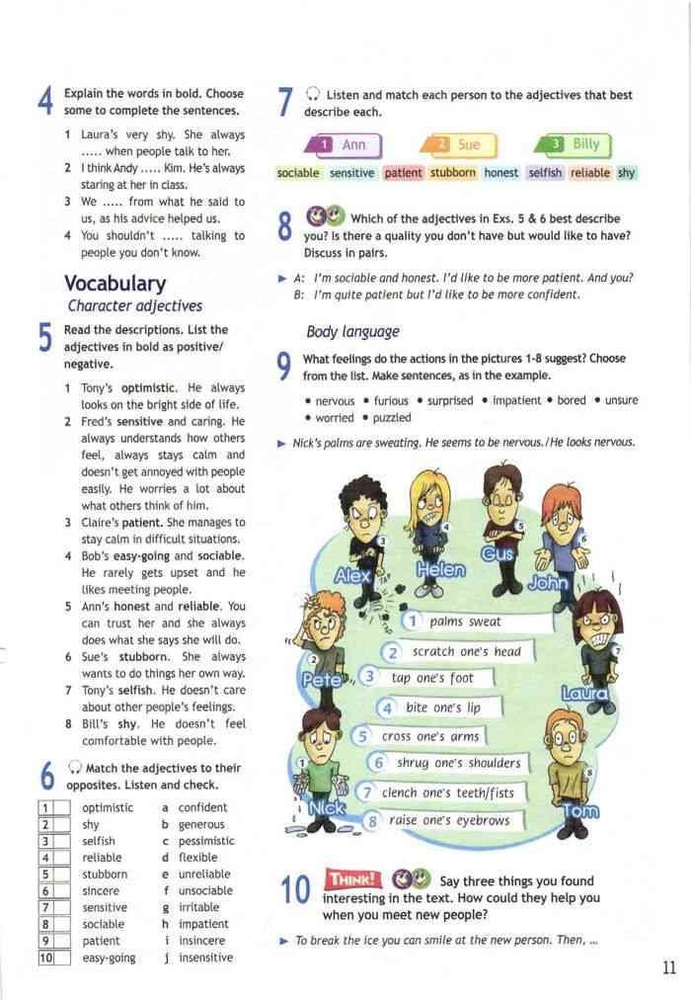 4
Explain the words in bold. Choose
some to complete the sentences.
1 Laura's very shy. She always
..... when people talk to her.
2 I think Andy ..... Kim. He's always
staring at her in class.
3 We ..... from what he said to
us, as his advice helped us.
4 You shouldn't ..... talking to
people you don't know.
Vocabulary
Character adjectives
5
Read the descriptions. List the
adjectives in bold as positive/
negative.
1 Tony's optimistic. He always
looks on the bright side of life.
2 Fred's sensitive and caring. He
always understands how others
feel, always stays calm and
doesn't get annoyed with people
easily. He worries a lot about
what others think of him.
3 Claire's patient. She manages to
stay calm in difficult situations.
4 Bob's easy-going and sociable.
He rarely gets upset and he
likes meeting people.
5 Ann's honest and reliable. You
can trust her and she always
does what she says she will do.
6 Sue's stubborn. She always
wants to do things her own way.
7 Tony's selfish. He doesn't care
about other people's feelings.
8 Bill's shy. He doesn't feel
comfortable with people.
6
Match the adjectives to their
opposites. Listen and check.
1 optimistic a confident
2 shy b generous
3 selfish c pessimistic
4 reliable d flexible
5 stubborn e unreliable
6 sincere f unsociable
7 sensitive g irritable
8 sociable h impatient
9 patient i insincere
10 easy-going j insensitive
7
Listen and match each person to the adjectives that best
describe each.
1 Ann 2 Sue 3 Billy
sociable sensitive patient stubborn honest selfish reliable shy
8
Which of the adjectives in Exs. 5 & 6 best describe
you? Is there a quality you don't have but would like to have?
Discuss in pairs.
A: I'm sociable and honest. I'd like to be more patient. And you?
B: I'm quite patient but I'd like to be more confident.
Body language
9
What feelings do the actions in the pictures 1-8 suggest? Choose
from the list. Make sentences, as in the example.
• nervous • furious • surprised • impatient • bored • unsure
• worried • puzzled
Nick's palms are sweating. He seems to be nervous./He looks nervous.
3
Alex
TAP
TAP
4
Helen
5
Gus
6
John
2
Pete
7
Laura
1
Nick
8
Tom
1 palms sweat
2 scratch one's head
3 tap one's foot
4 bite one's lip
5 cross one's arms
6 shrug one's shoulders
7 clench one's teeth/fists
8 raise one's eyebrows
10
THINK! Say three things you found
interesting in the text. How could they help you
when you meet new people?
To break the ice you can smile at the new person. Then, ...
11